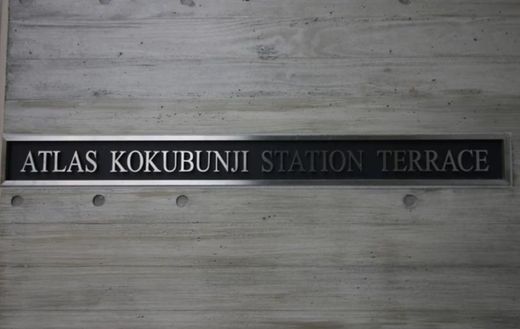 ATLAS KOKUBUNJI STATION TERRACE